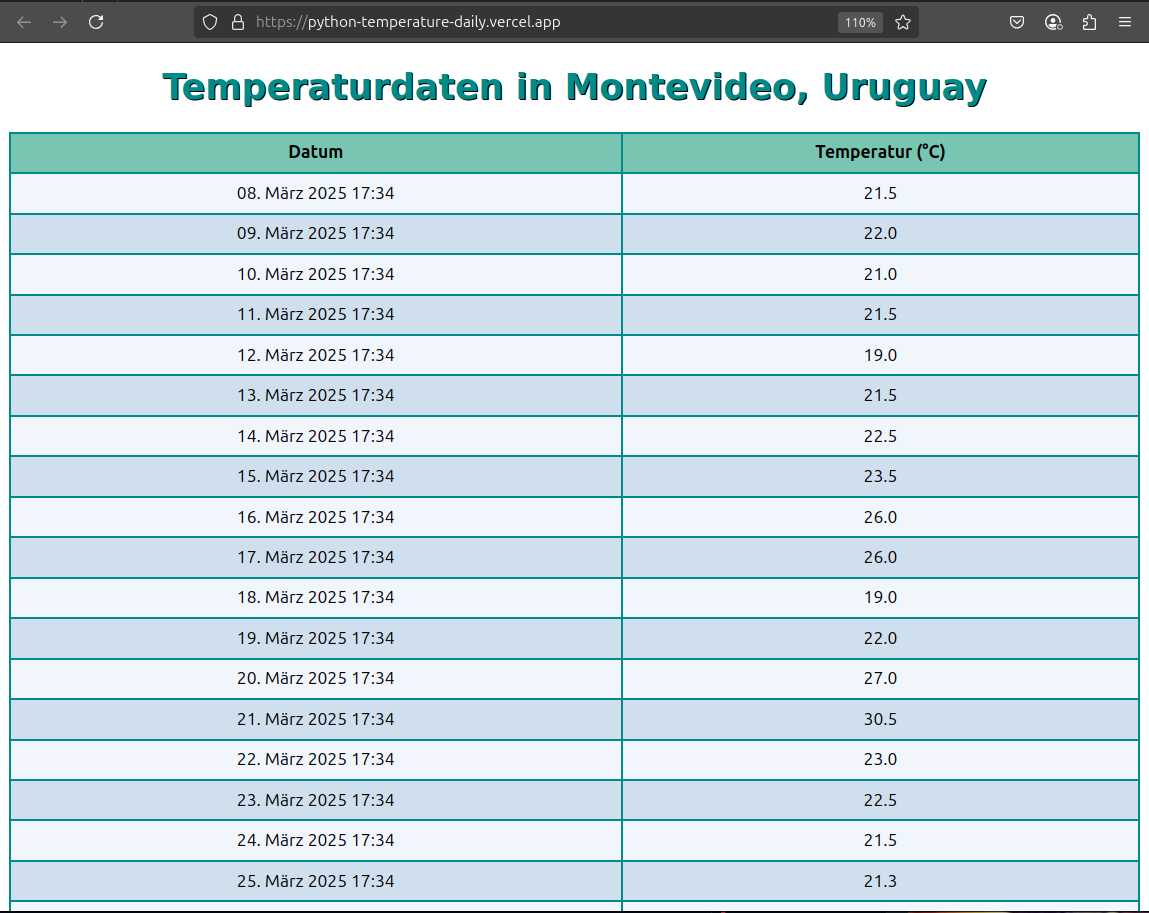 https://python-temperature-daily.vercel.app 110%
Temperaturdaten in Montevideo, Uruguay
Datum Temperatur (°C)
08. März 2025 17:34 21.5
09. März 2025 17:34 22.0
10. März 2025 17:34 21.0
11. März 2025 17:34 21.5
12. März 2025 17:34 19.0
13. März 2025 17:34 21.5
14. März 2025 17:34 22.5
15. März 2025 17:34 23.5
16. März 2025 17:34 26.0
17. März 2025 17:34 26.0
18. März 2025 17:34 19.0
19. März 2025 17:34 22.0
20. März 2025 17:34 27.0
21. März 2025 17:34 30.5
22. März 2025 17:34 23.0
23. März 2025 17:34 22.5
24. März 2025 17:34 21.5
25. März 2025 17:34 21.3